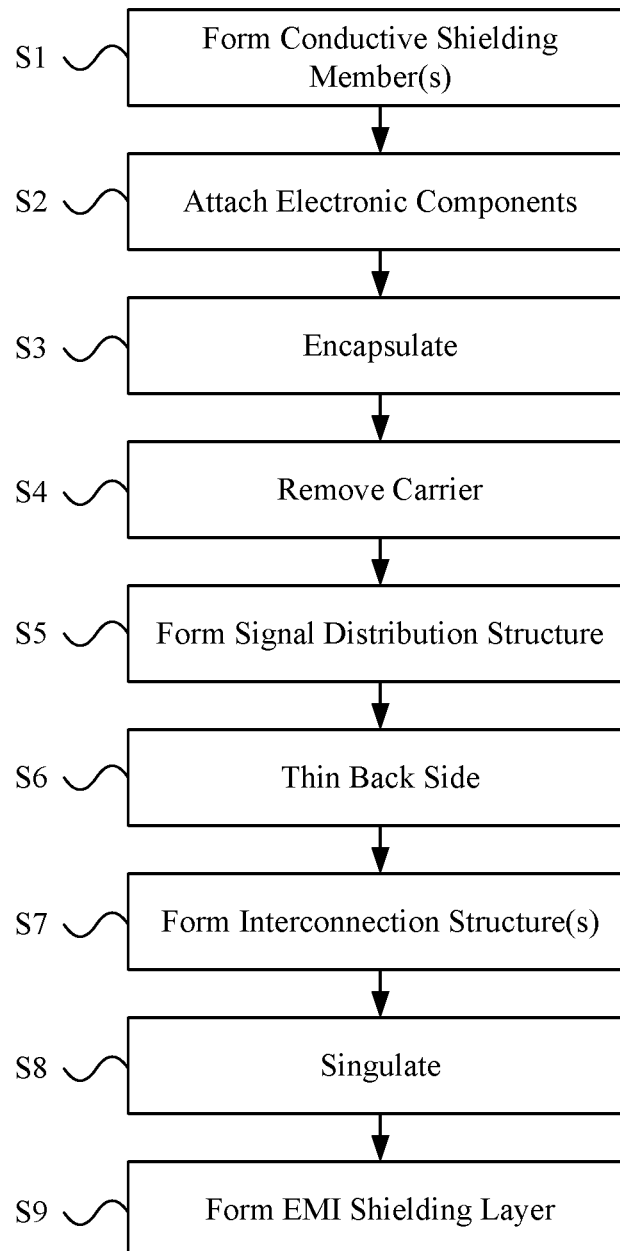 S1
Form Conductive Shielding
Member(s)
S2
Attach Electronic Components
S3
Encapsulate
S4
Remove Carrier
S5
Form Signal Distribution Structure
S6
Thin Back Side
S7
Form Interconnection Structure(s)
S8
Singulate
S9
Form EMI Shielding Layer